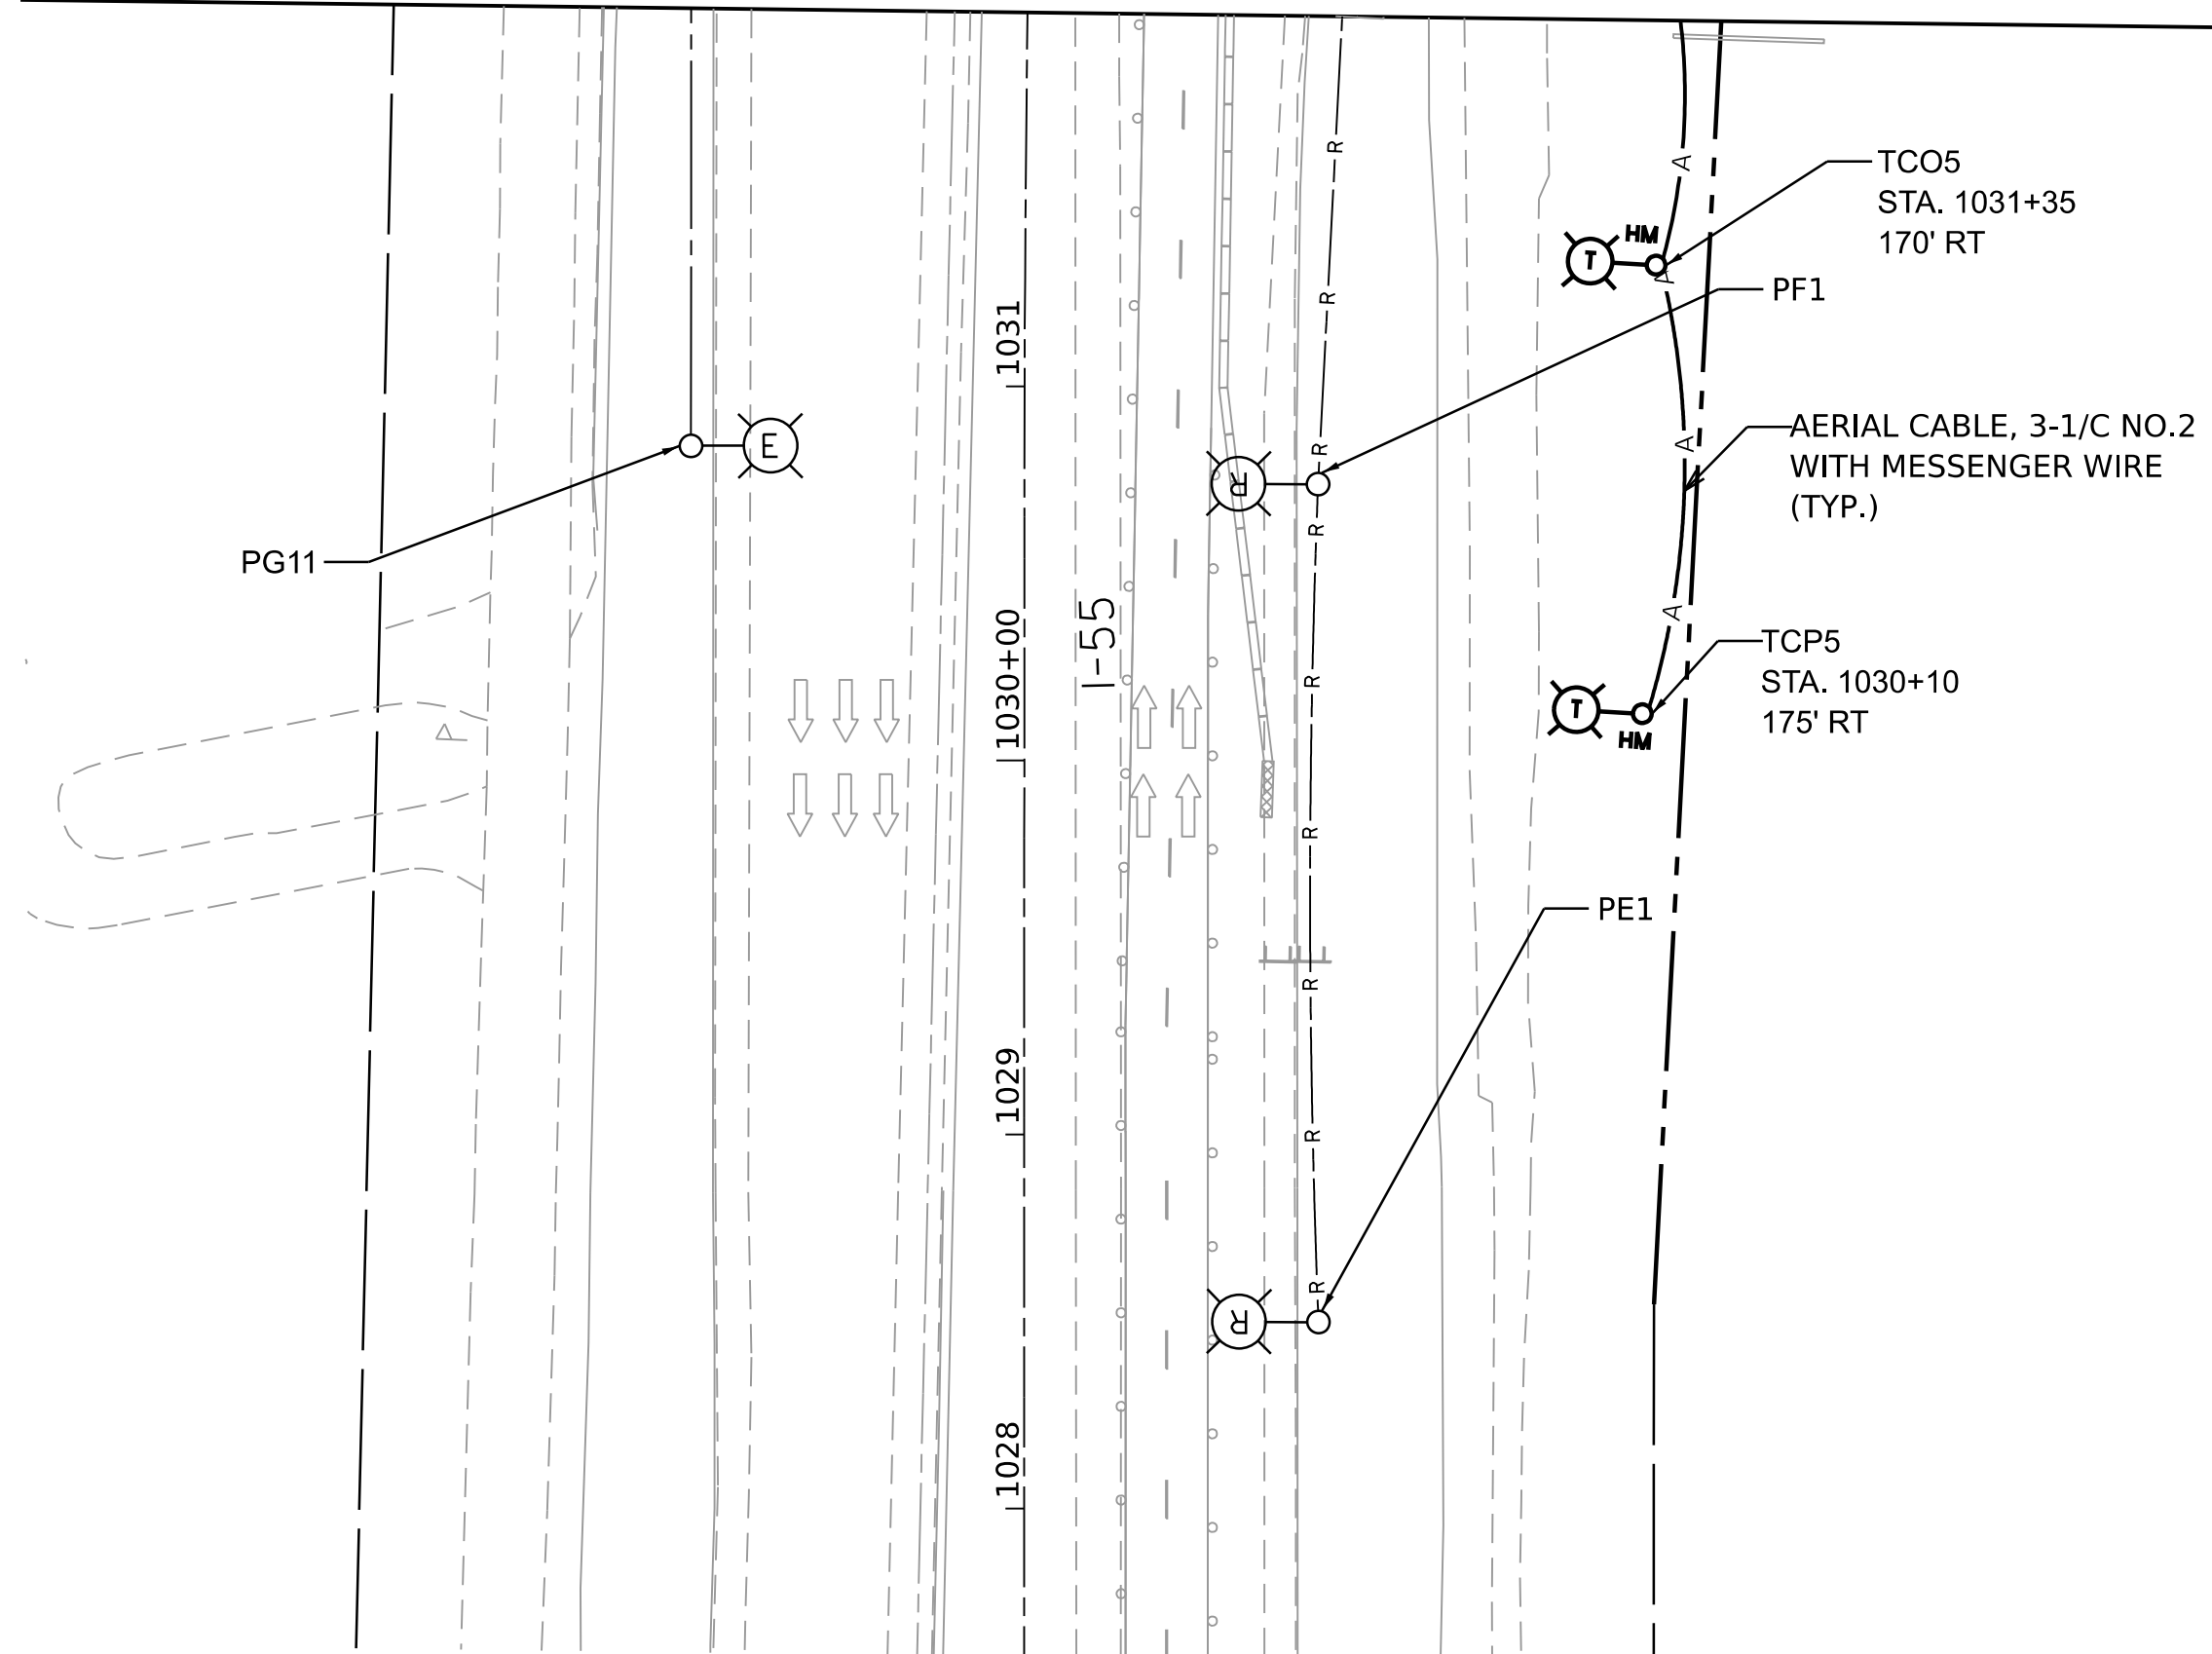 TCO5
STA. 1031+35
170' RT
A
HM
T
A
PF1
R
R
1031
AERIAL CABLE, 3-1/C NO.2
WITH MESSENGER WIRE
(TYP.)
A
R
E
R
R
PG11
A
I-55
1030+00
TCP5
STA. 1030+10
175' RT
R
T
HM
R
PE1
R
1029
R
R
R
1028